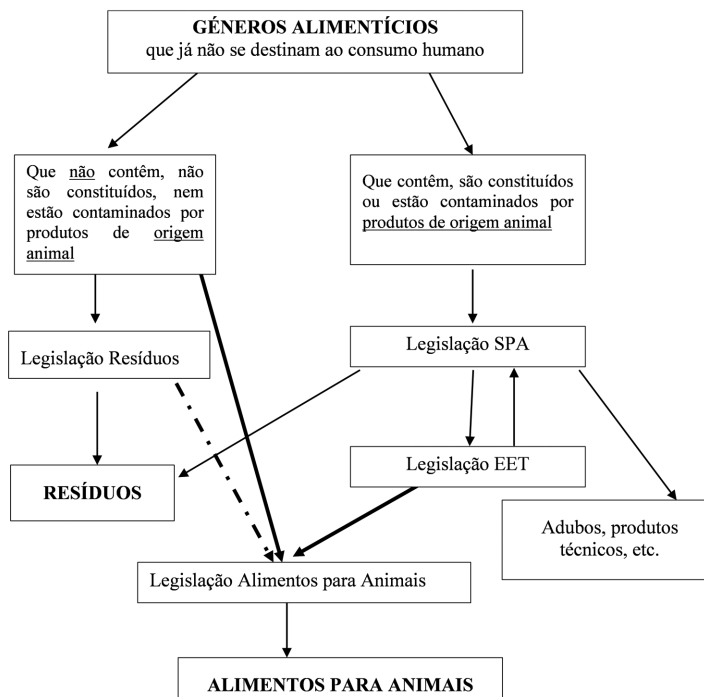 GÉNEROS ALIMENTÍCIOS
que já não se destinam ao consumo humano
Que não contêm, não
são constituídos, nem
estão contaminados por
produtos de origem
animal
Que contêm, são constituídos
ou estão contaminados por
produtos de origem animal
Legislação Resíduos
Legislação SPA
RESÍDUOS
Legislação EET
Adubos, produtos
técnicos, etc.
Legislação Alimentos para Animais
ALIMENTOS PARA ANIMAIS